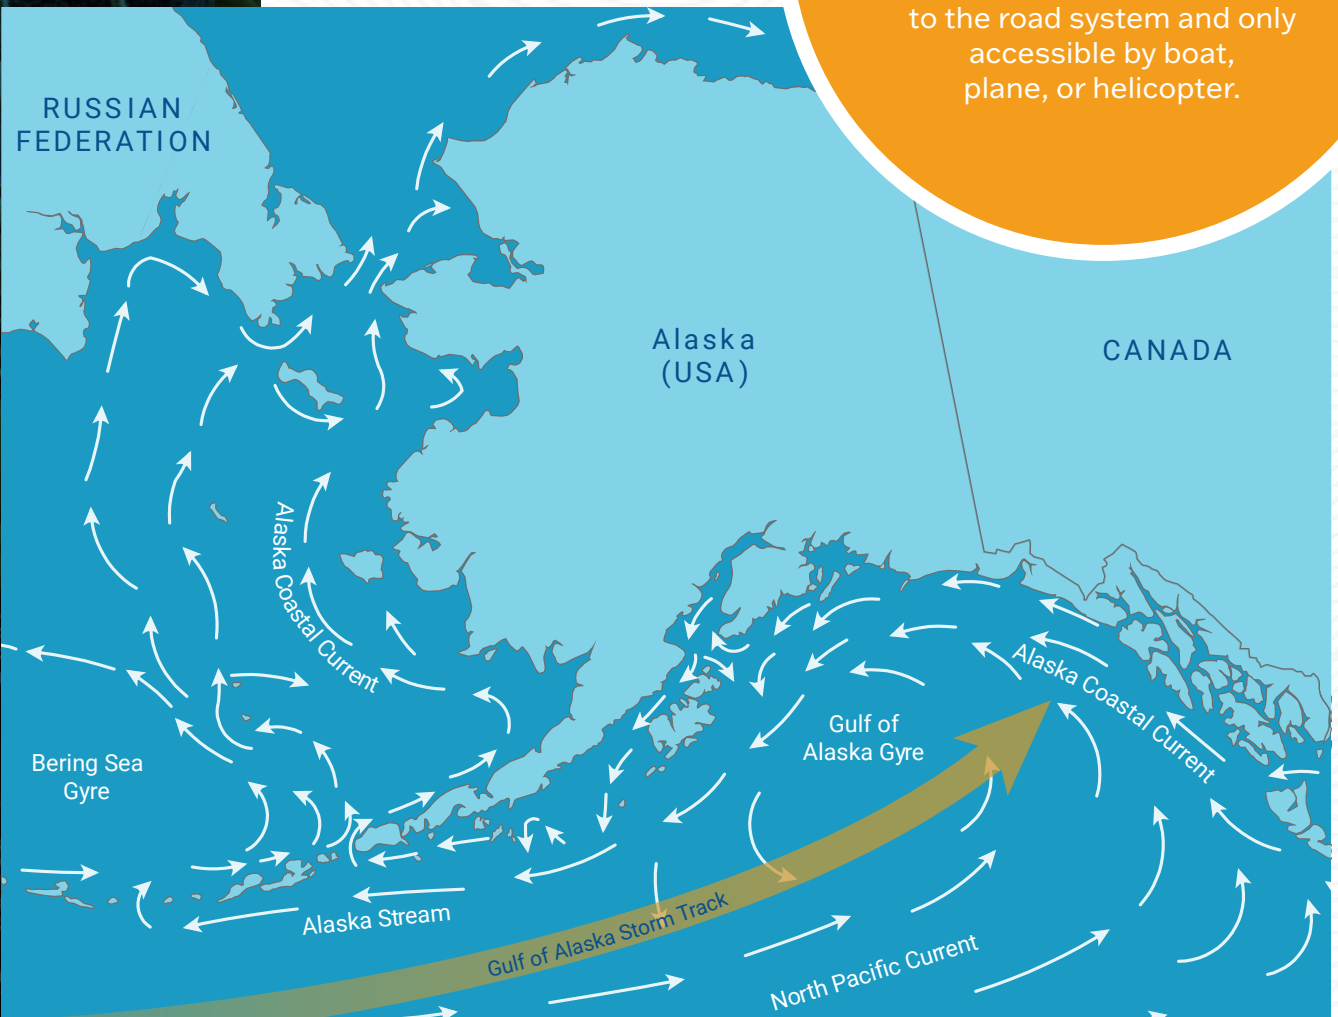 to the road system and only
accessible by boat,
plane, or helicopter.
RUSSIAN
FEDERATION
Alaska
(USA)
CANADA
Alaska Coastal Current
Alaska Coastal Current
Gulf of
Alaska Gyre
Bering Sea
Gyre
Alaska Stream
Gulf of Alaska Storm Track
North Pacific Current